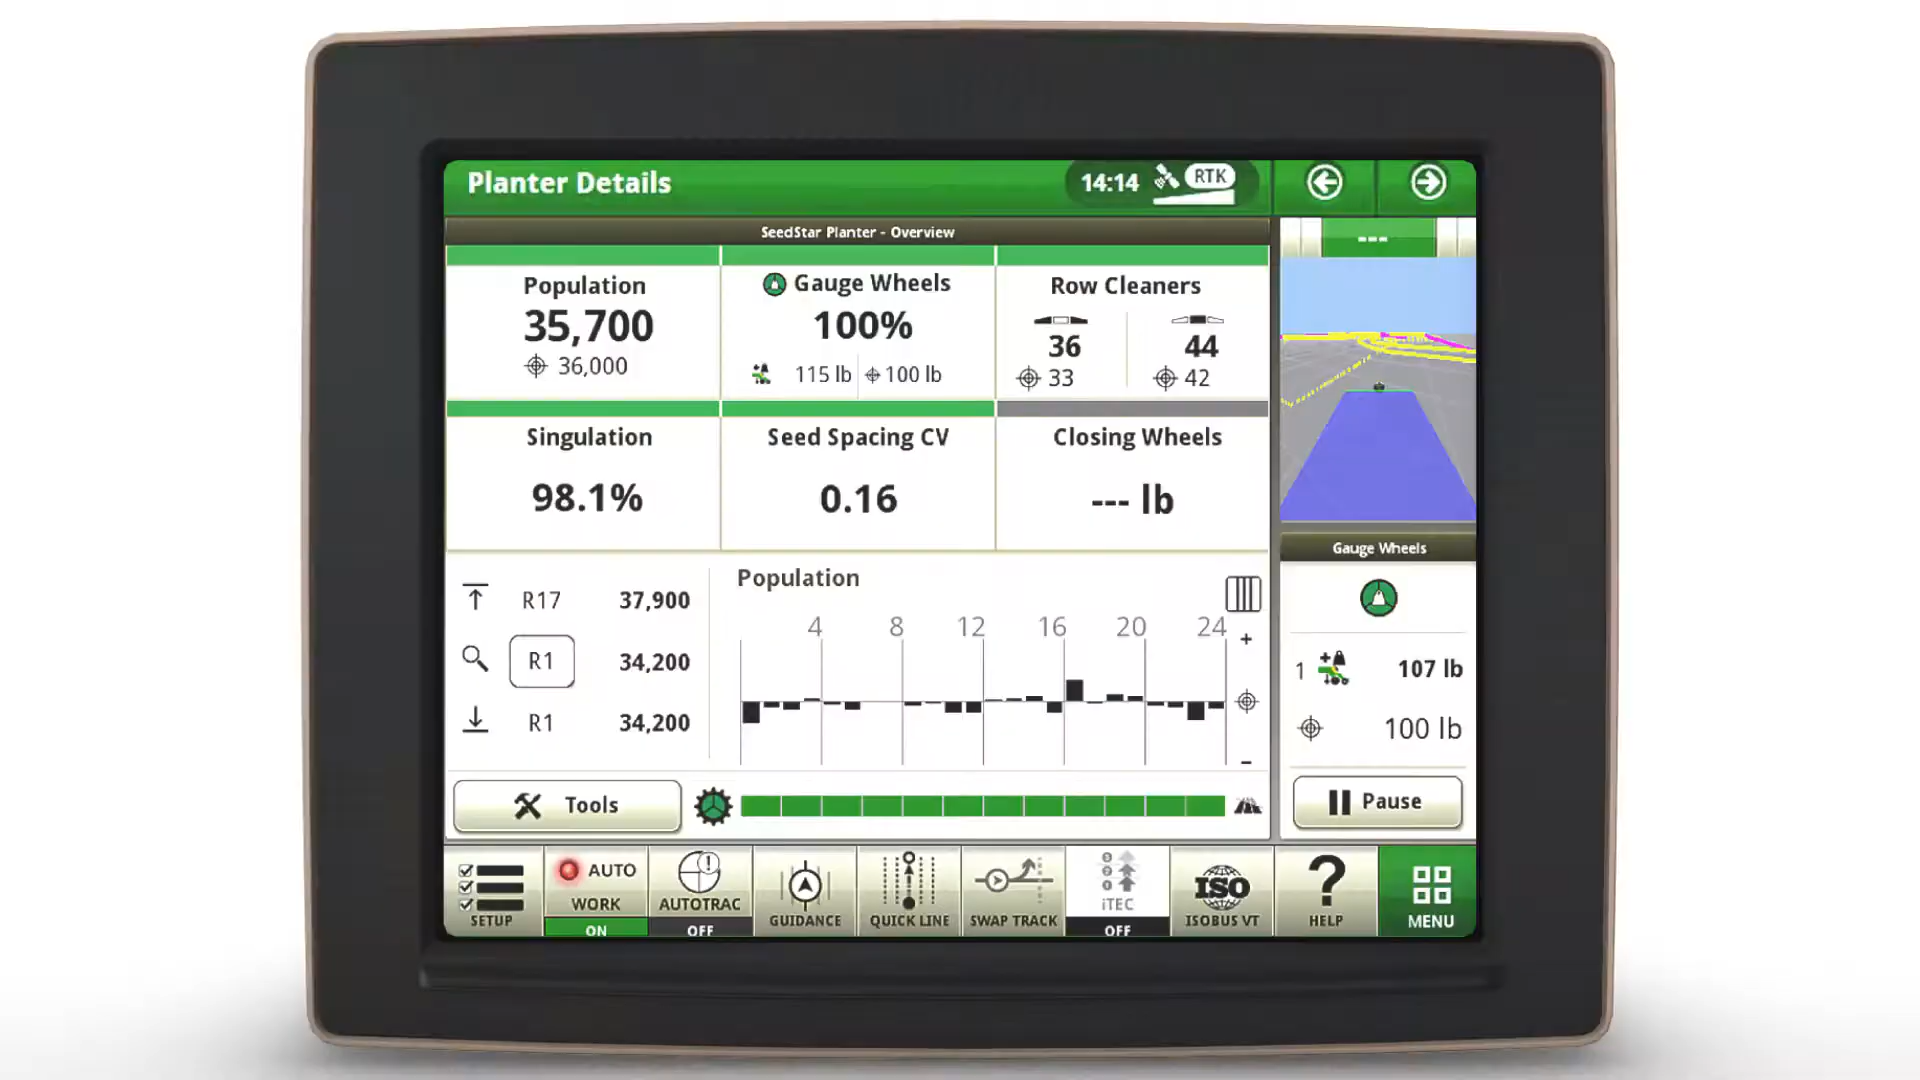 Planter Details
14:14
RTK
SeedStar Planter - Overview
---
Population
35,700
36,000
Gauge Wheels
100%
115 lb
100 lb
Row Cleaners
36
44
33
42
Singulation
98.1%
Seed Spacing CV
0.16
Closing Wheels
--- lb
R17 37,900
R1 34,200
R1 34,200
Population
4 8 12 16 20 24
+
-
Tools
Gauge Wheels
1 107 lb
100 lb
Pause
SETUP
AUTO
WORK
ON
AUTOTRAC
OFF
GUIDANCE
QUICK LINE
SWAP TRACK
3
2
1
iTEC
OFF
ISO
ISOBUS VT
?
HELP
MENU